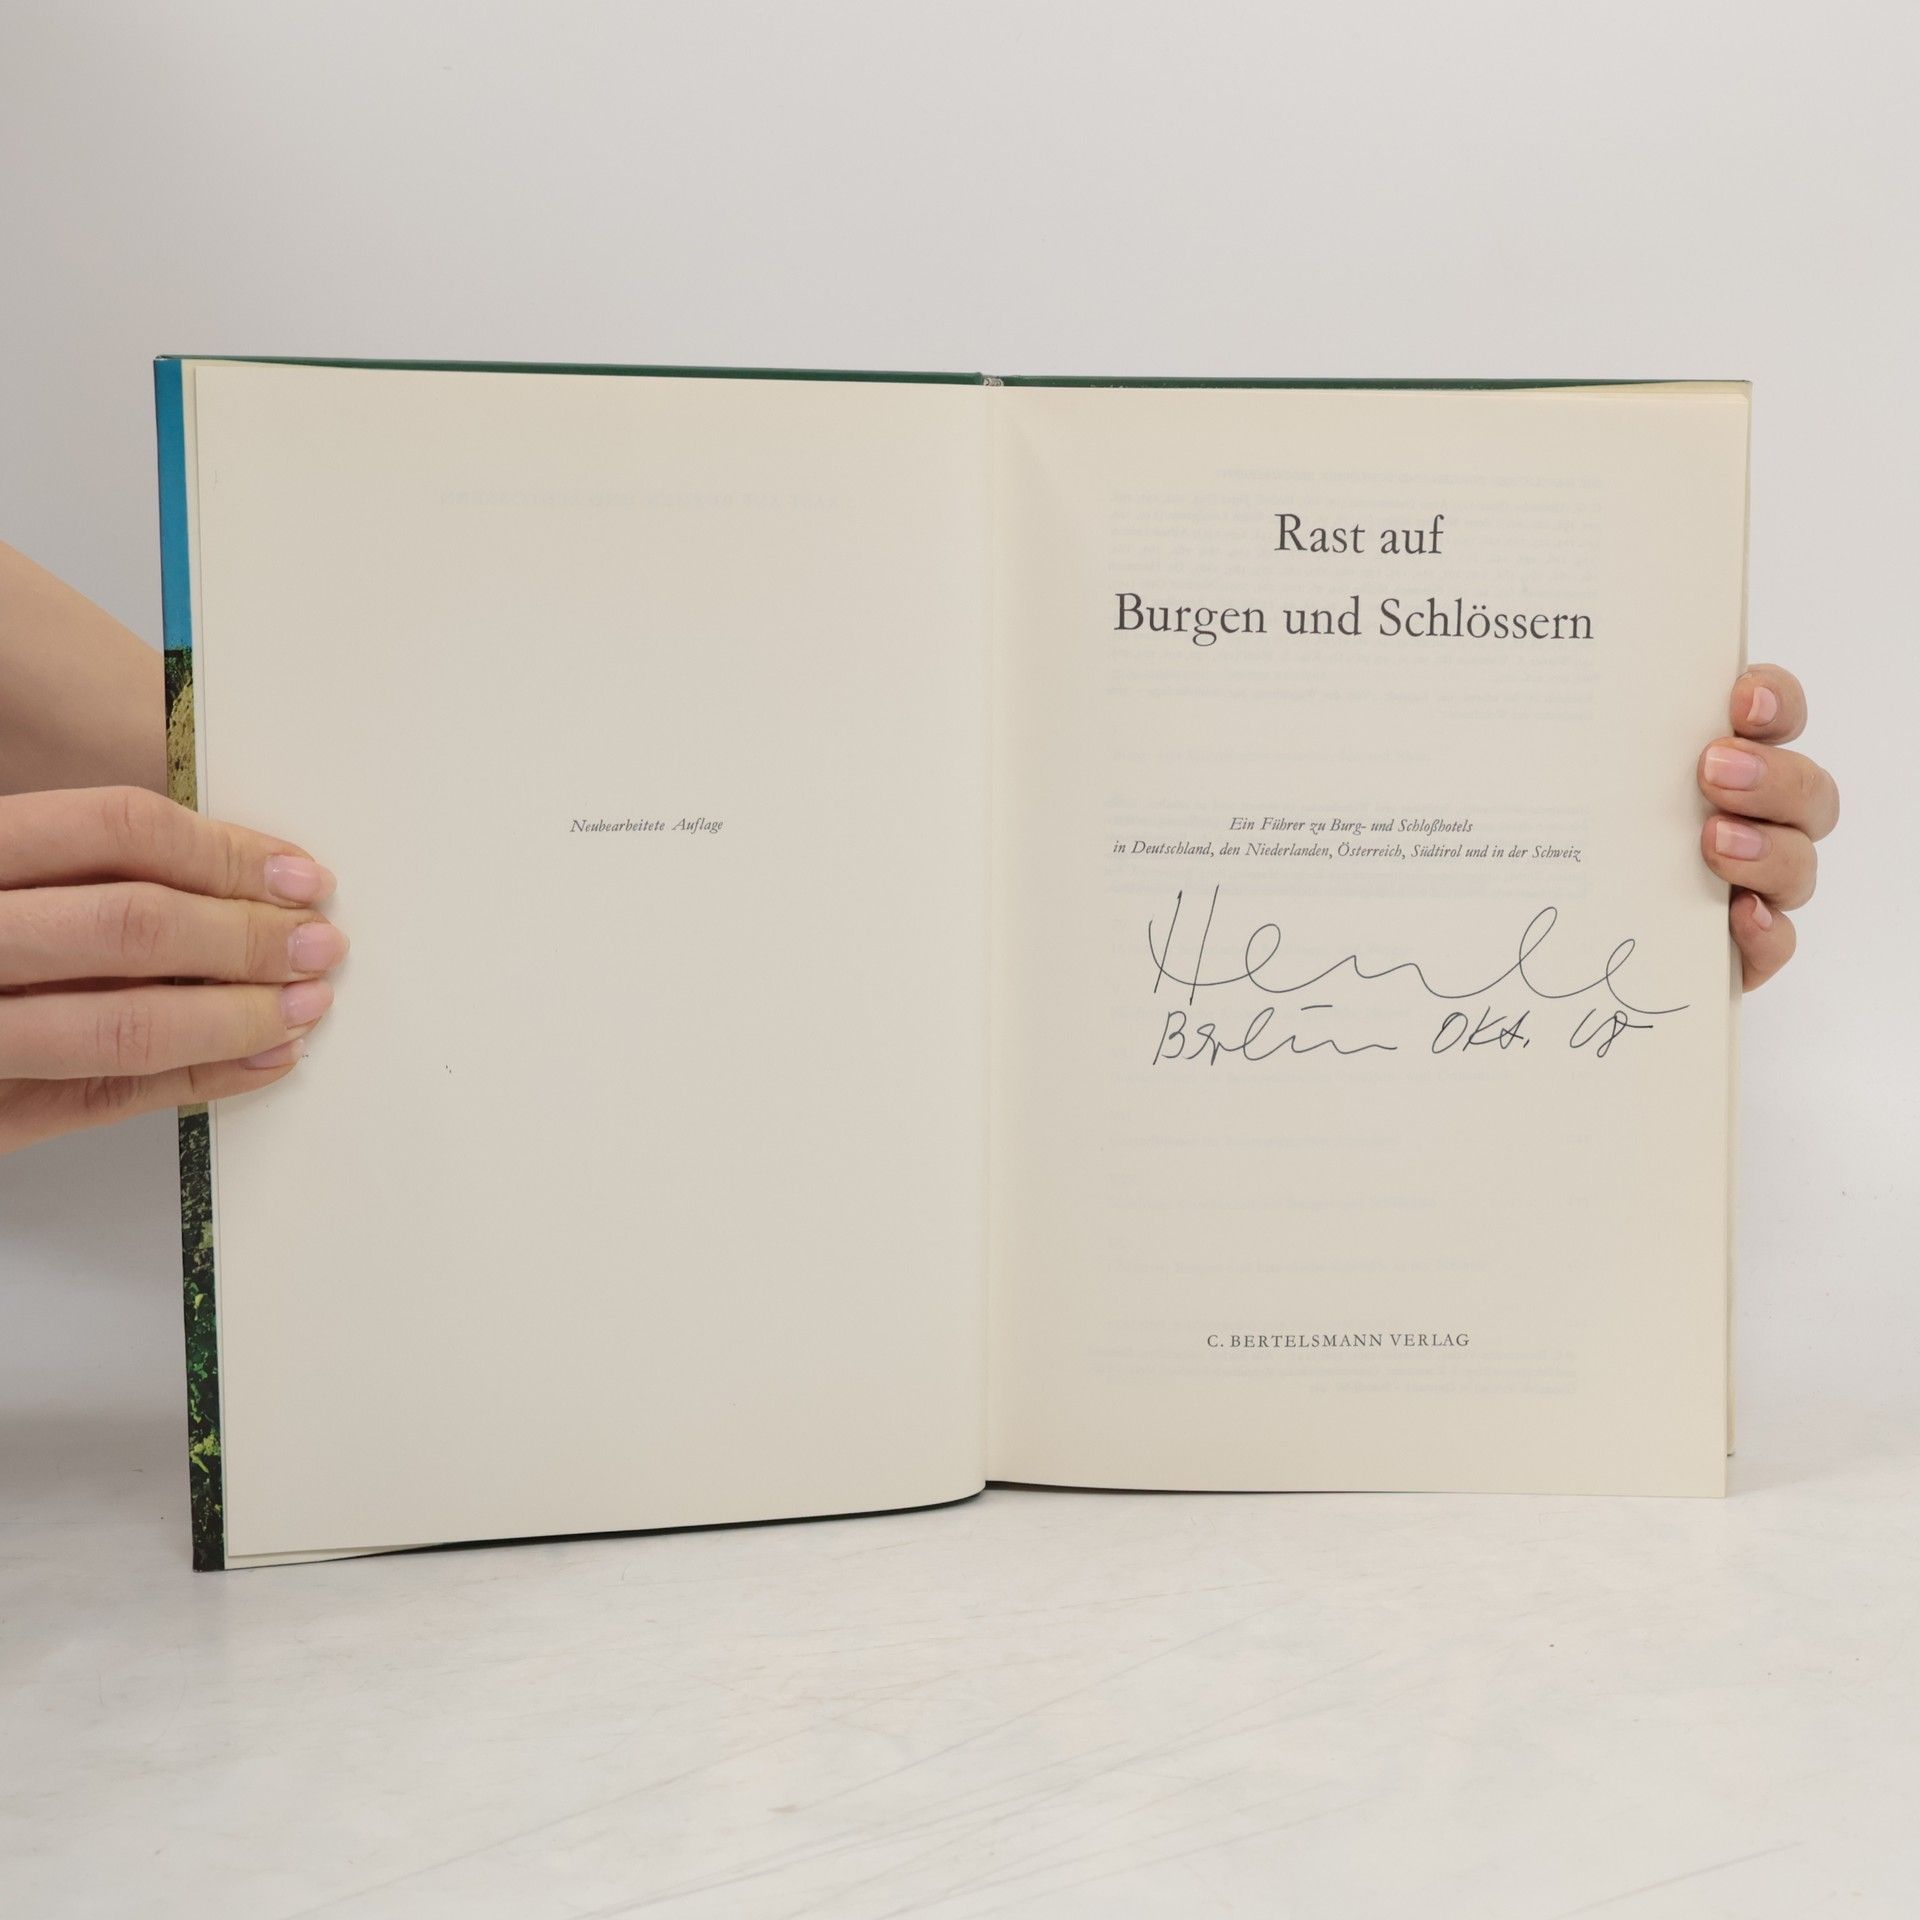 Neubearbeitete Auflage
Rast auf
Burgen und Schlössern
Ein Führer zu Burg- und Schloßhotels
in Deutschland, den Niederlanden, Österreich, Südtirol und in der Schweiz
Henle
Berlin Okt. 68
C. BERTELSMANN VERLAG